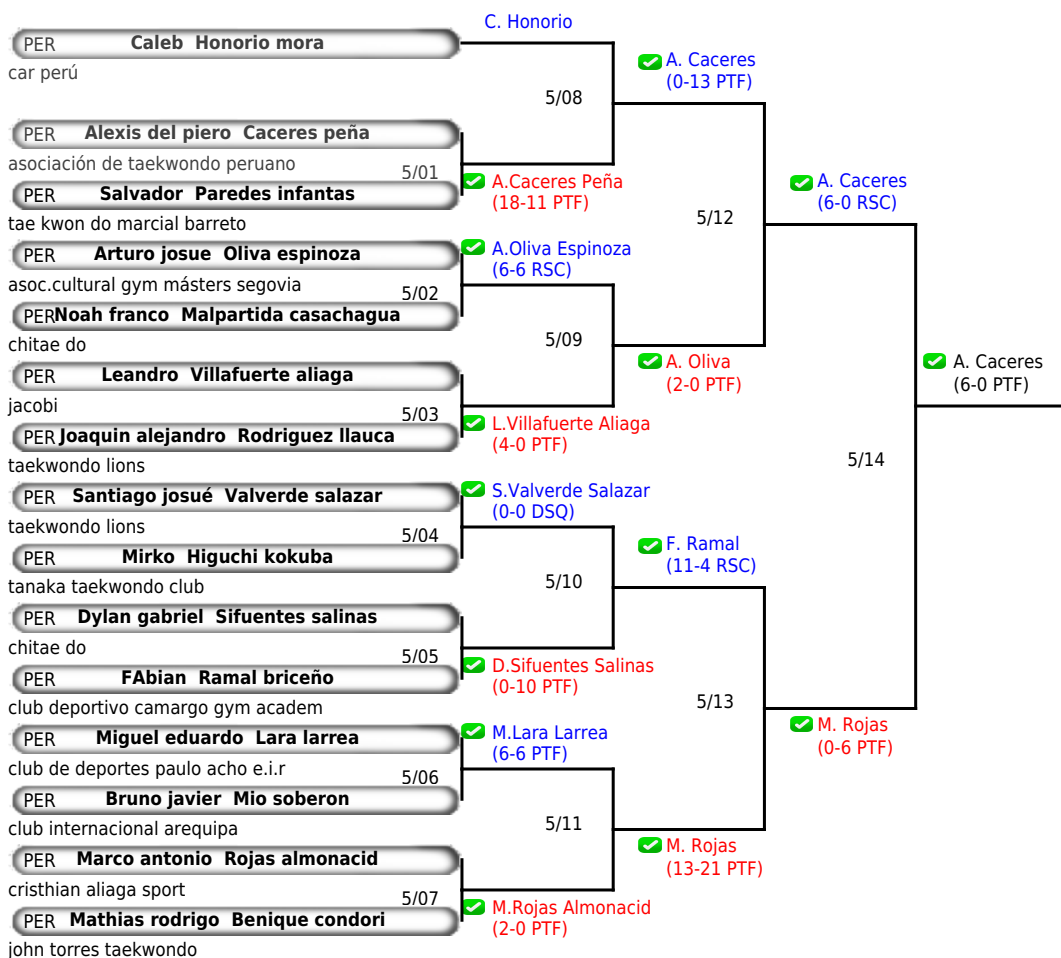 C. Honorio
PER Caleb Honorio mora
car perú
A. Caceres
(0-13 PTF)
5/08
PER Alexis del piero Caceres peña
asociación de taekwondo peruano
5/01
PER Salvador Paredes infantas
tae kwon do marcial barreto
A.Caceres Peña
(18-11 PTF)
A. Caceres
(6-0 RSC)
5/12
PER Arturo josue Oliva espinoza
asoc.cultural gym másters segovia
A.Oliva Espinoza
(6-6 RSC)
5/02
PER Noah franco Malpartida casachagua
chitae do
5/09
A. Oliva
(2-0 PTF)
A. Caceres
(6-0 PTF)
PER Leandro Villafuerte aliaga
jacobi
5/03
PER Joaquin alejandro Rodriguez llauca
taekwondo lions
L.Villafuerte Aliaga
(4-0 PTF)
5/14
PER Santiago josué Valverde salazar
taekwondo lions
S.Valverde Salazar
(0-0 DSQ)
5/04
PER Mirko Higuchi kokuba
tanaka taekwondo club
F. Ramal
(11-4 RSC)
5/10
PER Dylan gabriel Sifuentes salinas
chitae do
5/05
PER FAbian Ramal briceño
club deportivo camargo gym academ
D.Sifuentes Salinas
(0-10 PTF)
5/13
M. Rojas
(0-6 PTF)
PER Miguel eduardo Lara larrea
club de deportes paulo acho e.i.r
M.Lara Larrea
(6-6 PTF)
5/06
PER Bruno javier Mio soberon
club internacional arequipa
5/11
M. Rojas
(13-21 PTF)
PER Marco antonio Rojas almonacid
cristhian aliaga sport
5/07
PER Mathias rodrigo Benique condori
john torres taekwondo
M.Rojas Almonacid
(2-0 PTF)